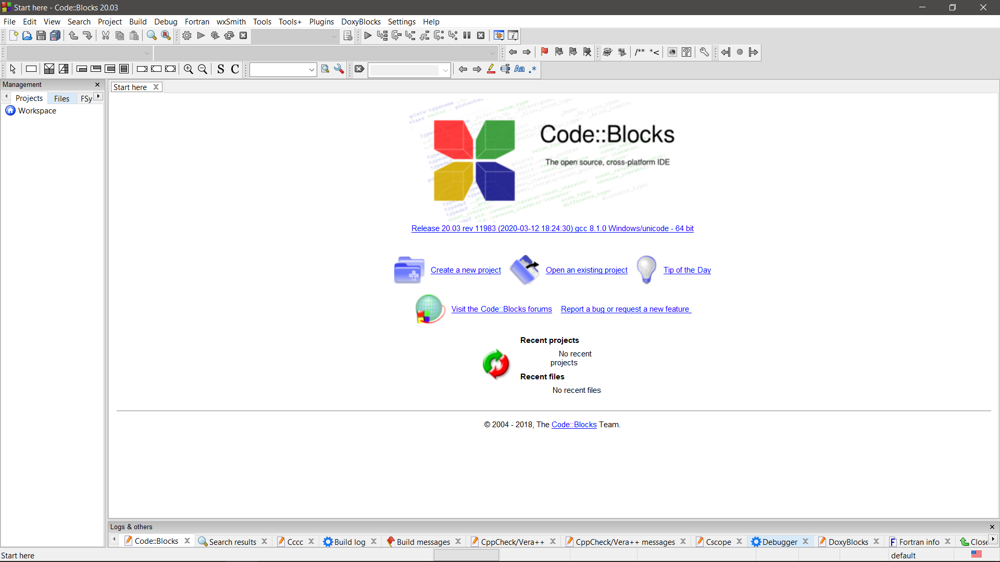 Start here - Code::Blocks 20.03
File Edit View Search Project Build Debug Fortran wxSmith Tools Tools+ Plugins DoxyBlocks Settings Help
/** *<
S C
Aa .*
Management
Projects Files FSy
Workspace
Start here
Code::Blocks
The open source, cross-platform IDE
Release 20.03 rev 11983 (2020-03-12 18:24:30) gcc 8.1.0 Windows/unicode - 64 bit
Create a new project Open an existing project Tip of the Day
Visit the Code::Blocks forums Report a bug or request a new feature
Recent projects
No recent
projects
Recent files
No recent files
© 2004 - 2018, The Code::Blocks Team.
Logs & others
Code::Blocks Search results Cccc Build log Build messages CppCheck/Vera++ CppCheck/Vera++ messages Cscope Debugger DoxyBlocks Fortran info Close
Start here default